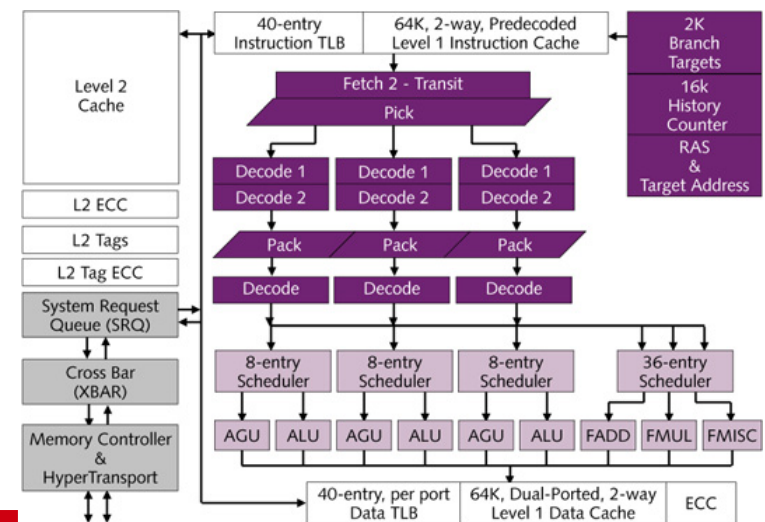 40-entry
Instruction TLB
64K, 2-way, Predecoded
Level 1 Instruction Cache
2K
Branch
Targets
16k
History
Counter
RAS
&
Target Address
Level 2
Cache
L2 ECC
L2 Tags
L2 Tag ECC
System Request
Queue (SRQ)
Cross Bar
(XBAR)
Memory Controller
&
HyperTransport
Fetch 2 - Transit
Pick
Decode 1
Decode 1
Decode 1
Decode 2
Decode 2
Decode 2
Pack
Pack
Pack
Decode
Decode
Decode
8-entry
Scheduler
8-entry
Scheduler
8-entry
Scheduler
36-entry
Scheduler
AGU
ALU
AGU
ALU
AGU
ALU
FADD
FMUL
FMISC
40-entry, per port
Data TLB
64K, Dual-Ported, 2-way
Level 1 Data Cache
ECC